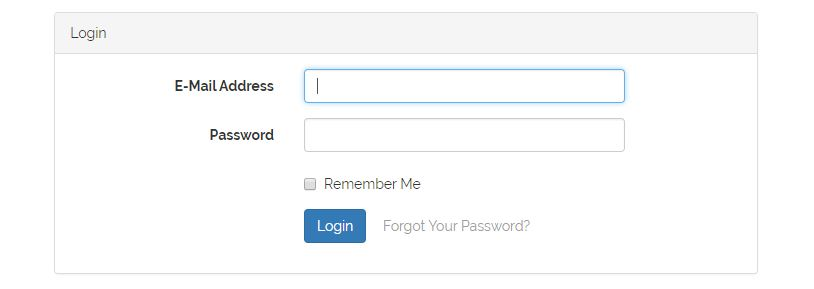 Login
E-Mail Address
Password
Remember Me
Login Forgot Your Password?